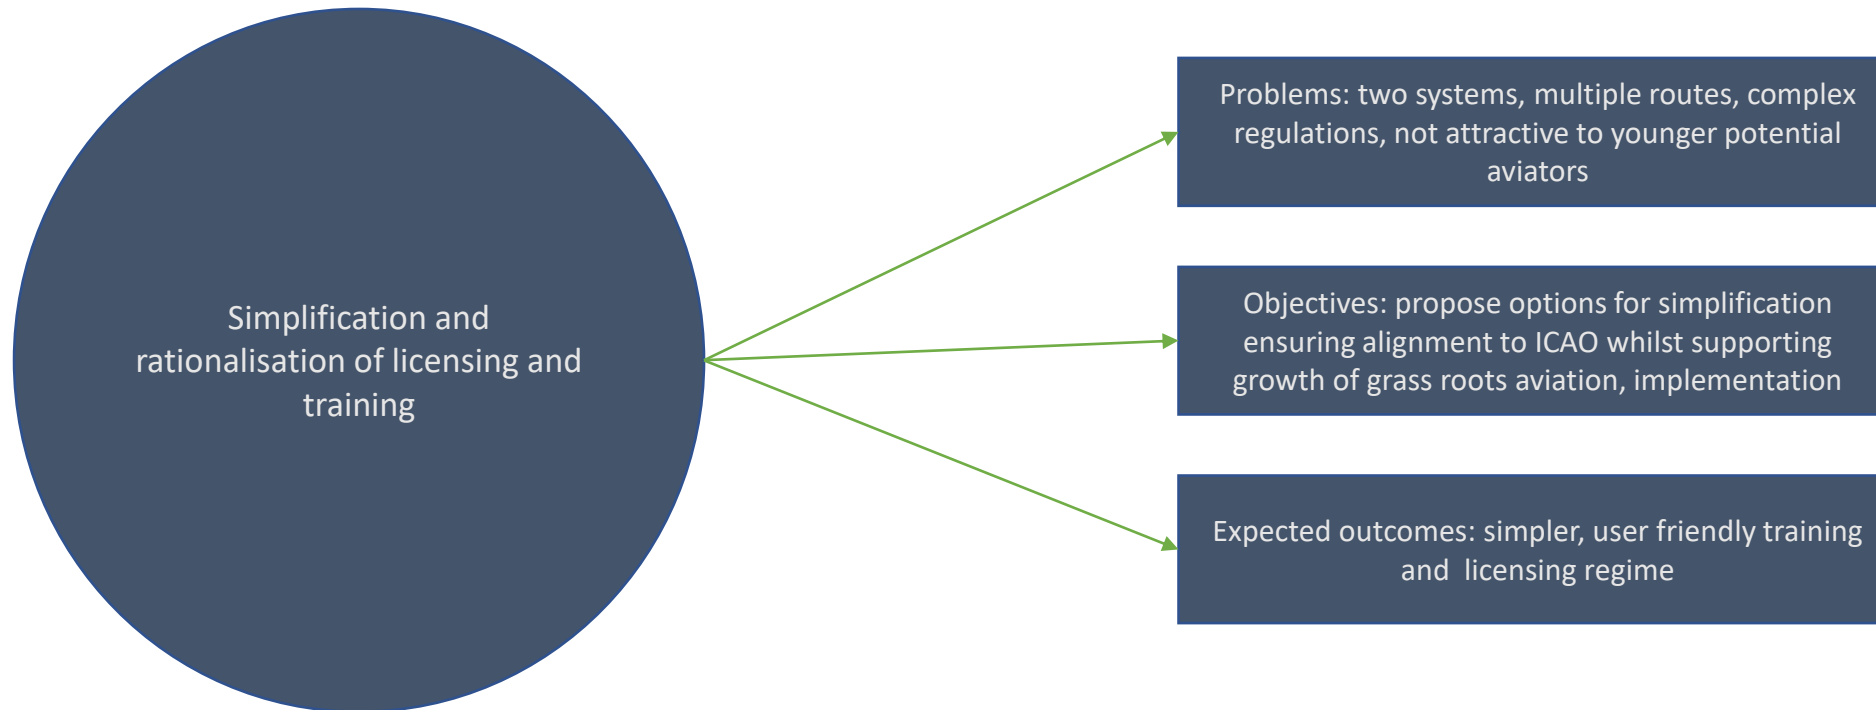 Simplification and
rationalisation of licensing and
training
Problems: two systems, multiple routes, complex
regulations, not attractive to younger potential
aviators
Objectives: propose options for simplification
ensuring alignment to ICAO whilst supporting
growth of grass roots aviation, implementation
Expected outcomes: simpler, user friendly training
and  licensing regime